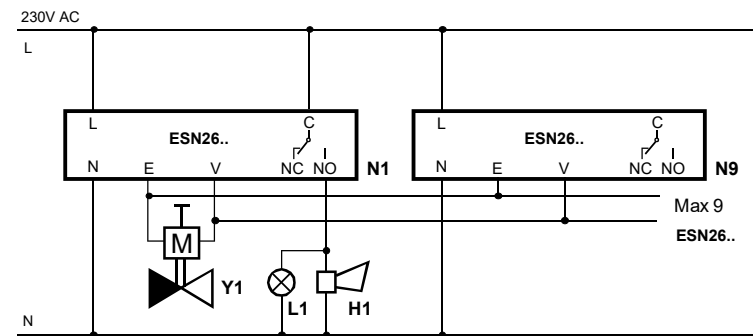 230V AC
L
L C L C
ESN26.. ESN26..
N E V NC NO N1 N E V NC NO N9
Max 9
ESN26..
M
Y1 L1 H1
N